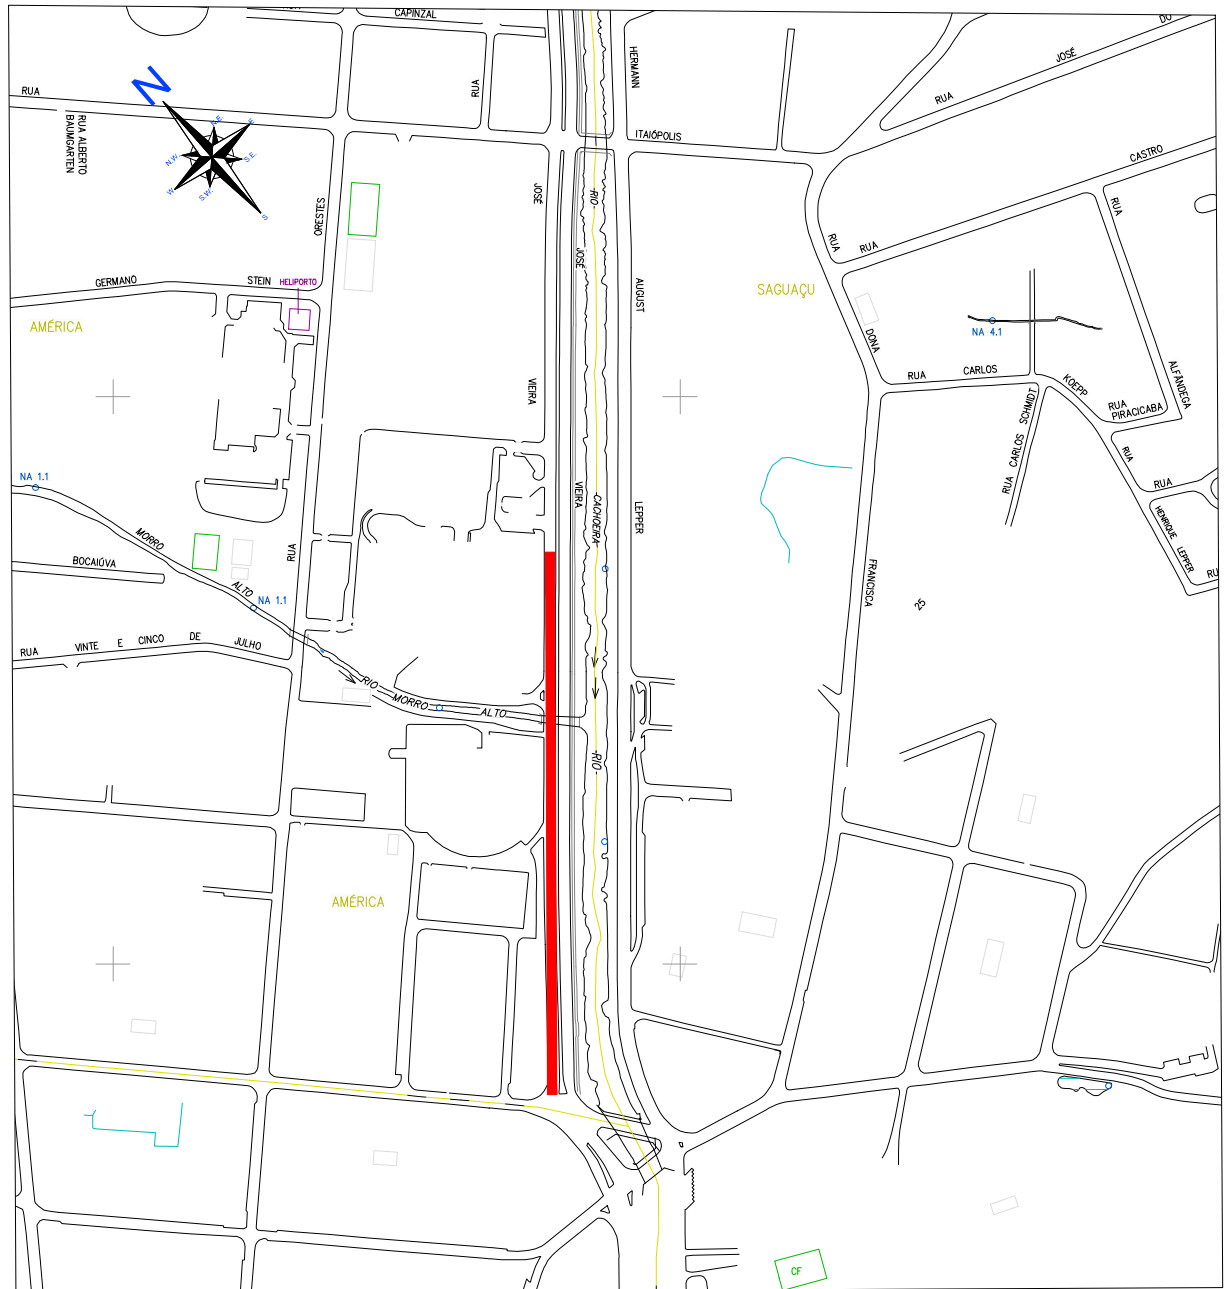 CAPINZAL
RUA
RUA
HERMANN
JOSÉ
RUA
ITAIÓPOLIS
RUA ALBERTO
BAUMGARTEN
N
N.E.
E
N.W.
S.E.
W
S.W.
S
CASTRO
JOSÉ
RIO
ORESTES
RUA
RUA
RUA
JOSÉ
GERMANO
STEIN
HELIPORTO
AUGUST
SAGUAÇU
AMÉRICA
NA 4.1
DONA
RUA
CARLOS
KOEPP
ALFÂNDEGA
VIEIRA
RUA
PIRACICABA
RUA CARLOS SCHMIDT
RUA
NA 1.1
VIEIRA
CACHOEIRA
LEPPER
RUA
HENRIQUE LEPPER
MORRO
BOCAIÚVA
RUA
FRANCISCA
RU
ALTO
NA 1.1
25
RUA
VINTE E CINCO DE JULHO
RIO
MORRO
ALTO
RIO
AMÉRICA
CF